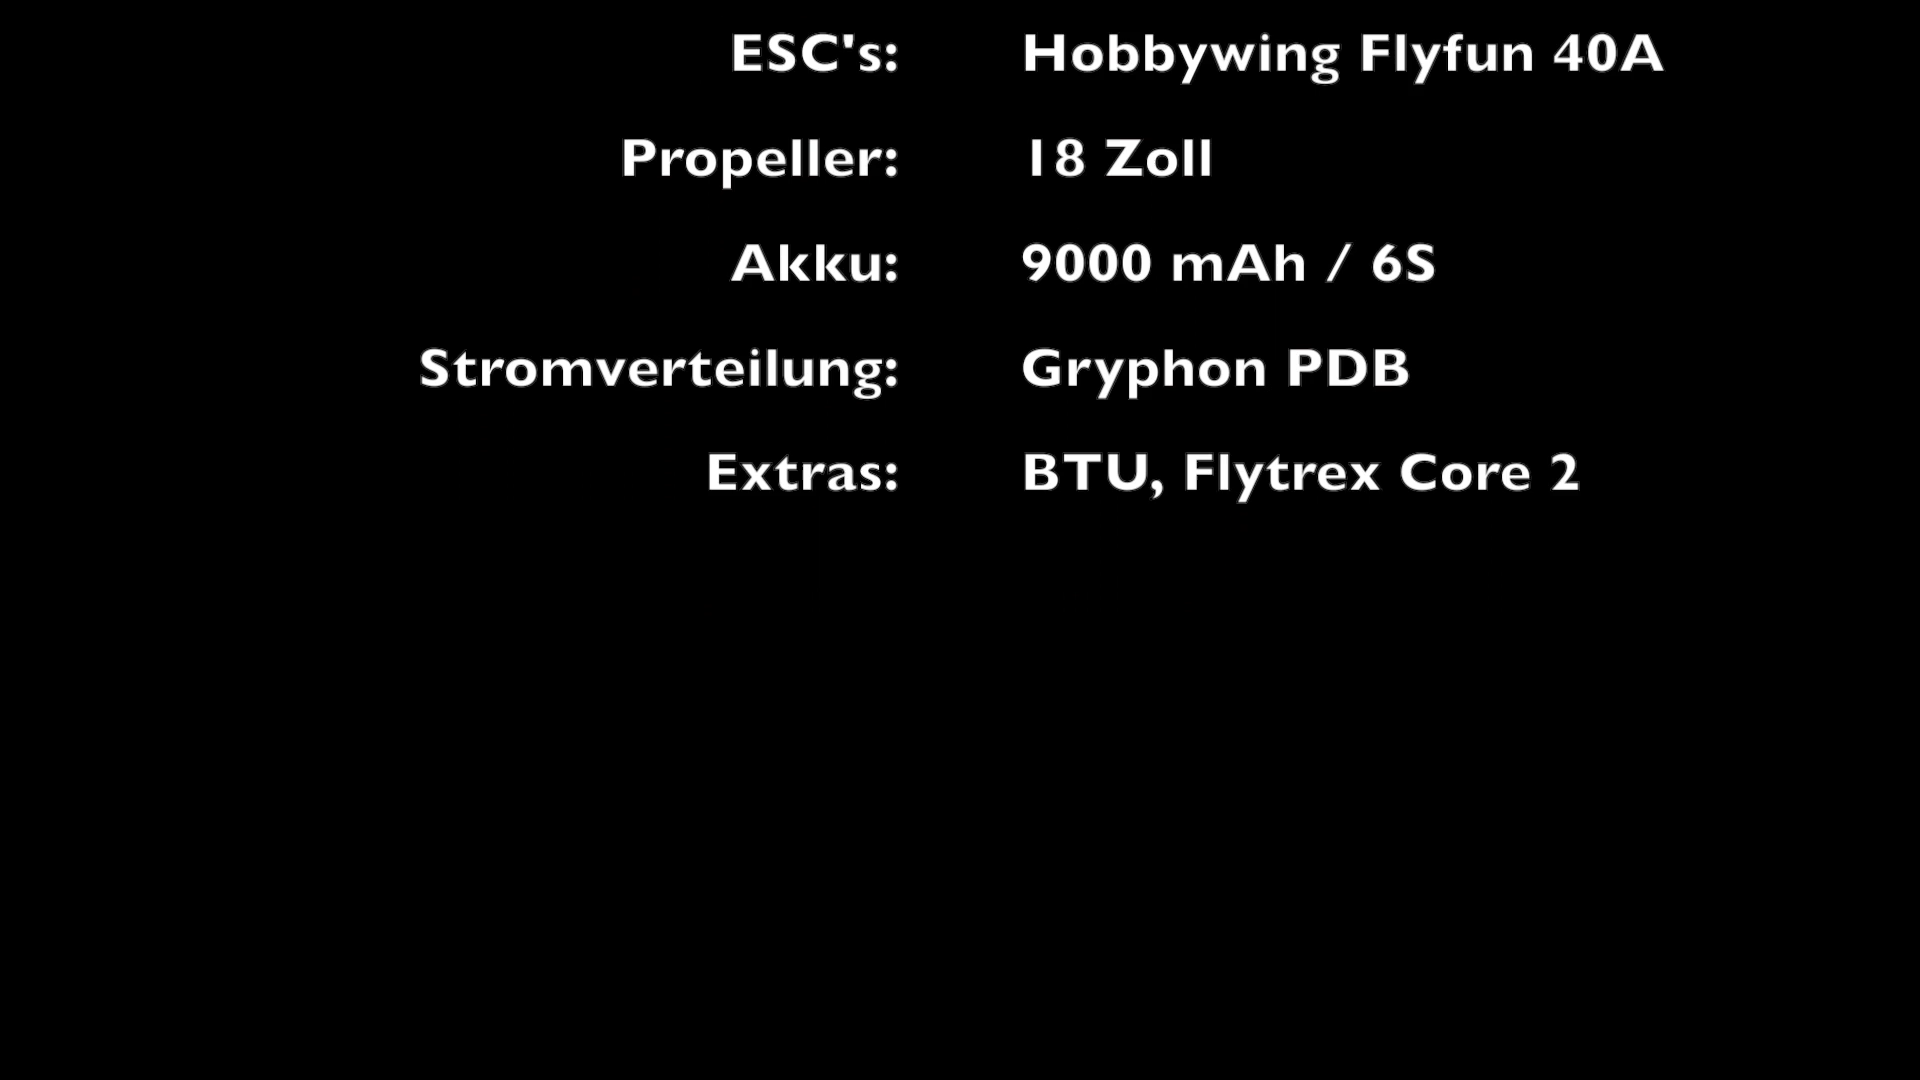 ESC's: Hobbywing Flyfun 40A
Propeller: 18 Zoll
Akku: 9000 mAh / 6S
Stromverteilung: Gryphon PDB
Extras: BTU, Flytrex Core 2